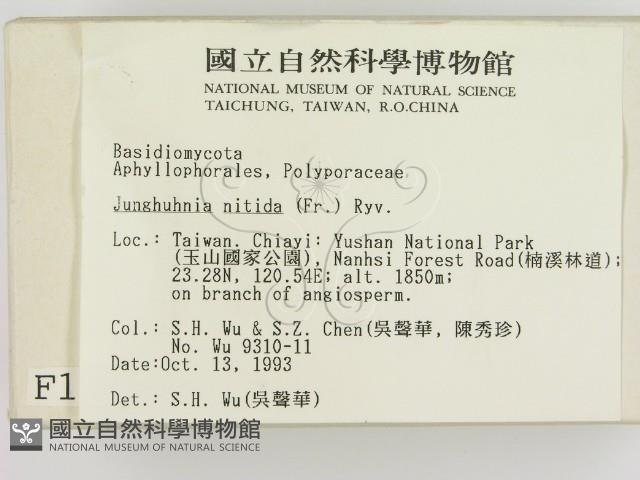 國立自然科學博物館
NATIONAL MUSEUM OF NATURAL SCIENCE
TAICHUNG, TAIWAN, R.O.CHINA
Basidiomycota
Aphyllophorales, Polyporaceae
Junghuhnia nitida (Fr.) Ryv.
Loc.: Taiwan. Chiayi: Yushan National Park
(玉山國家公園), Nanhsi Forest Road(楠溪林道);
23.28N, 120.54E; alt. 1850m;
on branch of angiosperm.
Col.: S.H. Wu & S.Z. Chen(吳聲華, 陳秀珍)
No. Wu 9310-11
Date:Oct. 13, 1993
Det.: S.H. Wu(吳聲華)
F1
國立自然科學博物館
NATIONAL MUSEUM OF NATURAL SCIENCE